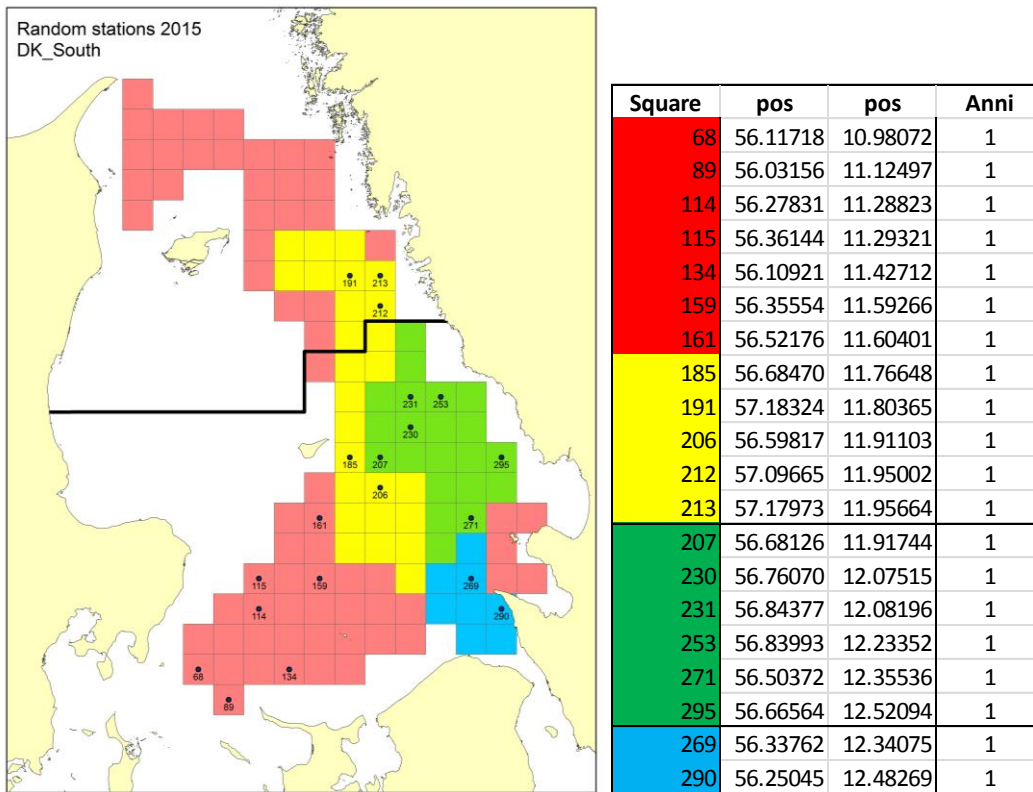 Random stations 2015
DK_South
191 213
212
231 253
230
185 207 295
206
161 271
115 159 269
114 290
68 134
89
Square pos pos Anni
68 56.11718 10.98072 1
89 56.03156 11.12497 1
114 56.27831 11.28823 1
115 56.36144 11.29321 1
134 56.10921 11.42712 1
159 56.35554 11.59266 1
161 56.52176 11.60401 1
185 56.68470 11.76648 1
191 57.18324 11.80365 1
206 56.59817 11.91103 1
212 57.09665 11.95002 1
213 57.17973 11.95664 1
207 56.68126 11.91744 1
230 56.76070 12.07515 1
231 56.84377 12.08196 1
253 56.83993 12.23352 1
271 56.50372 12.35536 1
295 56.66564 12.52094 1
269 56.33762 12.34075 1
290 56.25045 12.48269 1